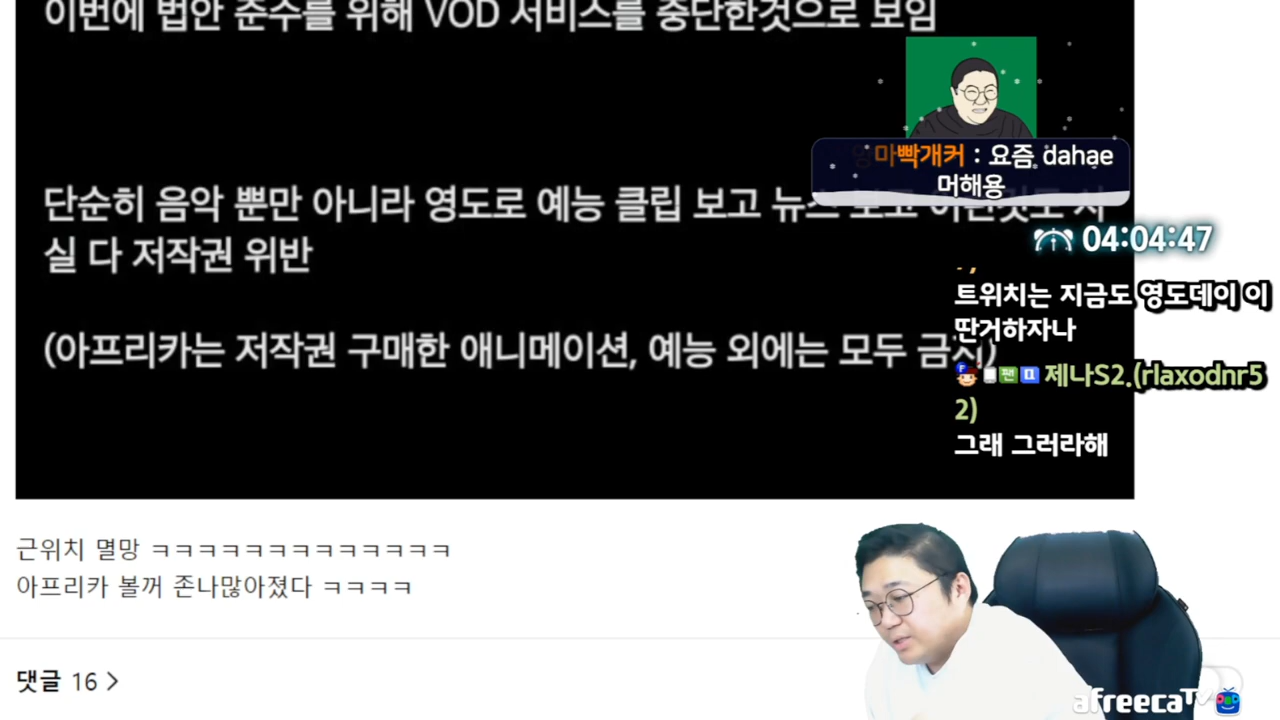 이번에 법안 준수를 위해 VOD 서비스를 중단한것으로 보임
마빡개커 : 요즘 dahae
머해용
단순히 음악 뿐만 아니라 영도로 예능 클립 보고 뉴스 보고
실 다 저작권 위반
04:04:47
트위치는 지금도 영도데이 이
딴거하자나
(아프리카는 저작권 구매한 애니메이션, 예능 외에는 모두 금지)
제나S2.(rlaxodnr5
2)
그래 그러라해
근위치 멸망 ㅋㅋㅋㅋㅋㅋㅋㅋㅋㅋㅋㅋㅋ
아프리카 볼꺼 존나많아졌다 ㅋㅋㅋㅋ
댓글 16 >
afreecaTV